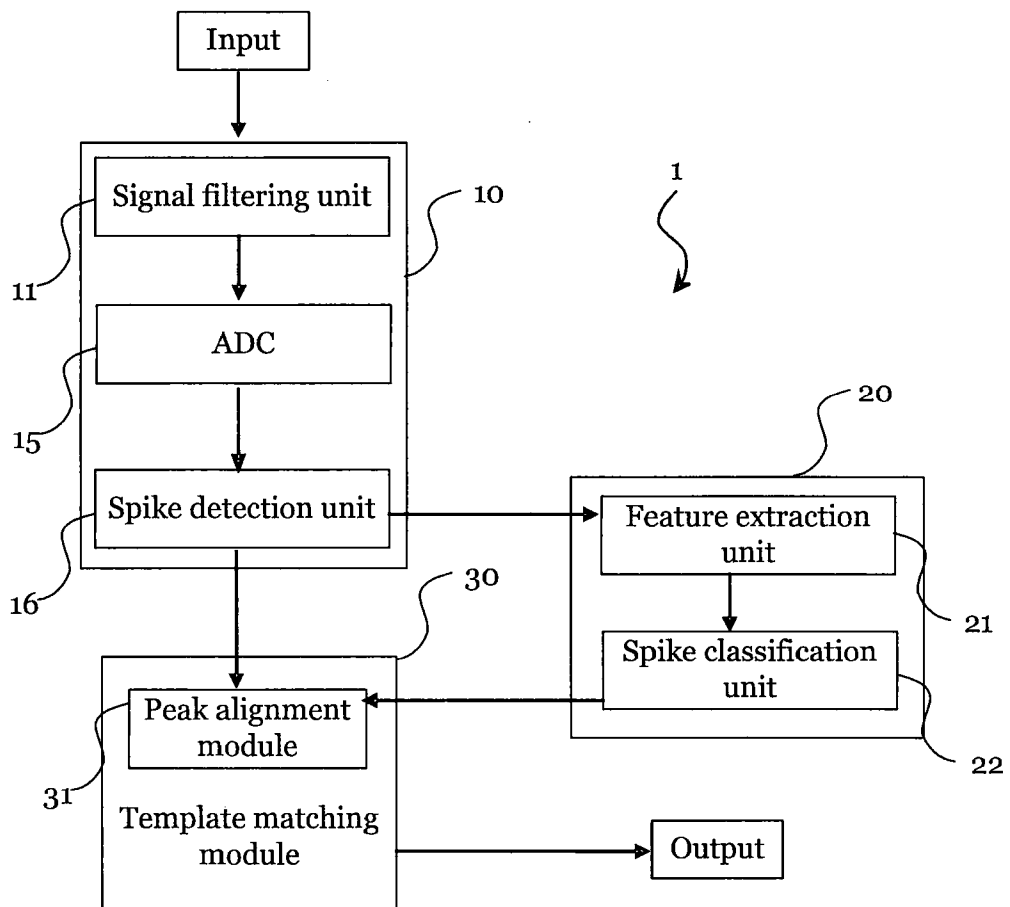 Input
Signal filtering unit
10
1
11
ADC
15
20
Spike detection unit
Feature extraction
unit
16
30
21
Spike classification
unit
Peak alignment
module
22
31
Template matching
module
Output